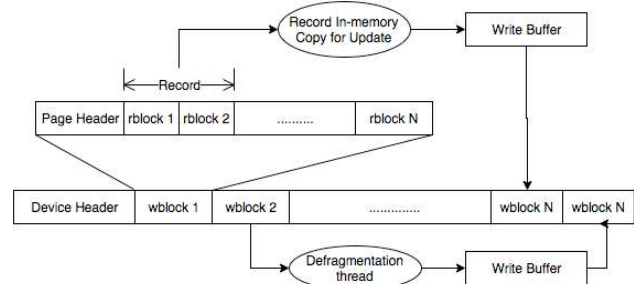 Record In-memory
Copy for Update
Write Buffer
Record
Page Header rblock 1 rblock 2 .......... rblock N
Device Header wblock 1 wblock 2 .............. wblock N wblock N
Defragmentation
thread
Write Buffer